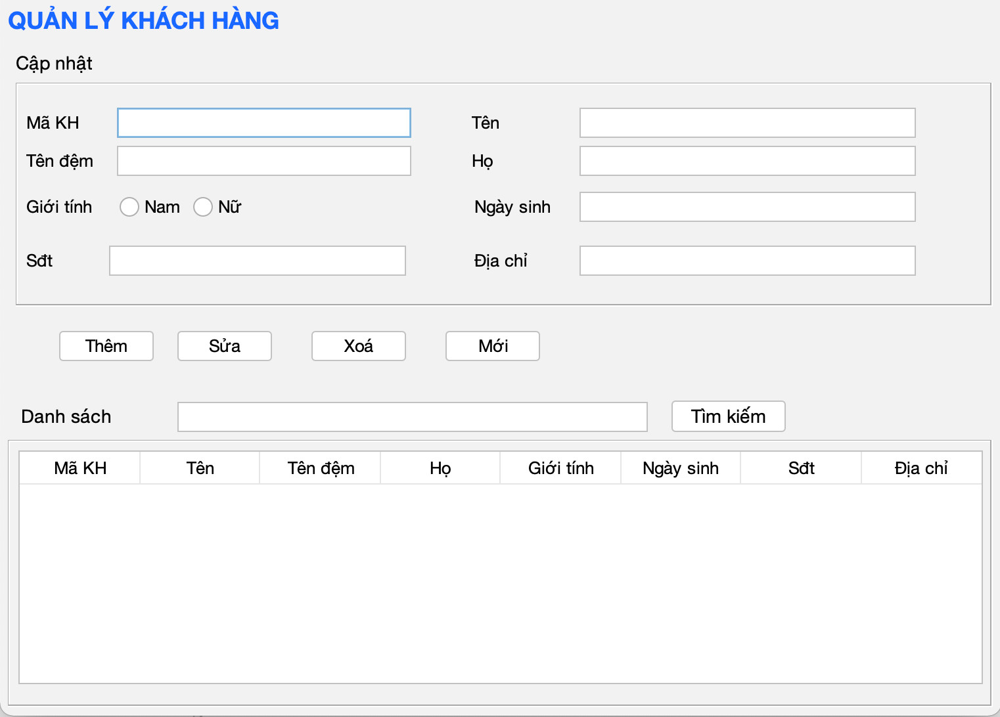 QUẢN LÝ KHÁCH HÀNG
Cập nhật
Mã KH Tên
Tên đệm Họ
Giới tính Nam Nữ Ngày sinh
Sđt Địa chỉ
Thêm Sửa Xoá Mới
Danh sách Tìm kiếm
Mã KH Tên Tên đệm Họ Giới tính Ngày sinh Sđt Địa chỉ